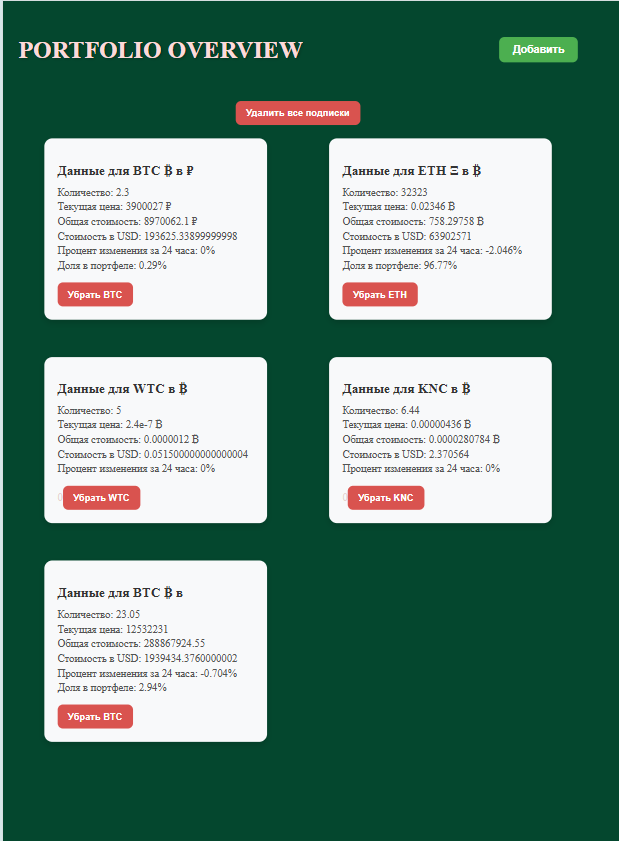 PORTFOLIO OVERVIEW
Добавить
Удалить все подписки
Данные для BTC ₿ в ₽
Количество: 2.3
Текущая цена: 3900027 ₽
Общая стоимость: 8970062.1 ₽
Стоимость в USD: 193625.33899999998
Процент изменения за 24 часа: 0%
Доля в портфеле: 0.29%
Убрать BTC
Данные для ETH Ξ в ₿
Количество: 32323
Текущая цена: 0.02346 ₿
Общая стоимость: 758.29758 ₿
Стоимость в USD: 63902571
Процент изменения за 24 часа: -2.046%
Доля в портфеле: 96.77%
Убрать ETH
Данные для WTC в ₿
Количество: 5
Текущая цена: 2.4e-7 ₿
Общая стоимость: 0.0000012 ₿
Стоимость в USD: 0.051500000000000004
Процент изменения за 24 часа: 0%
0 Убрать WTC
Данные для KNC в ₿
Количество: 6.44
Текущая цена: 0.00000436 ₿
Общая стоимость: 0.0000280784 ₿
Стоимость в USD: 2.370564
Процент изменения за 24 часа: 0%
0 Убрать KNC
Данные для BTC ₿ в
Количество: 23.05
Текущая цена: 12532231
Общая стоимость: 288867924.55
Стоимость в USD: 1939434.3760000002
Процент изменения за 24 часа: -0.704%
Доля в портфеле: 2.94%
Убрать BTC